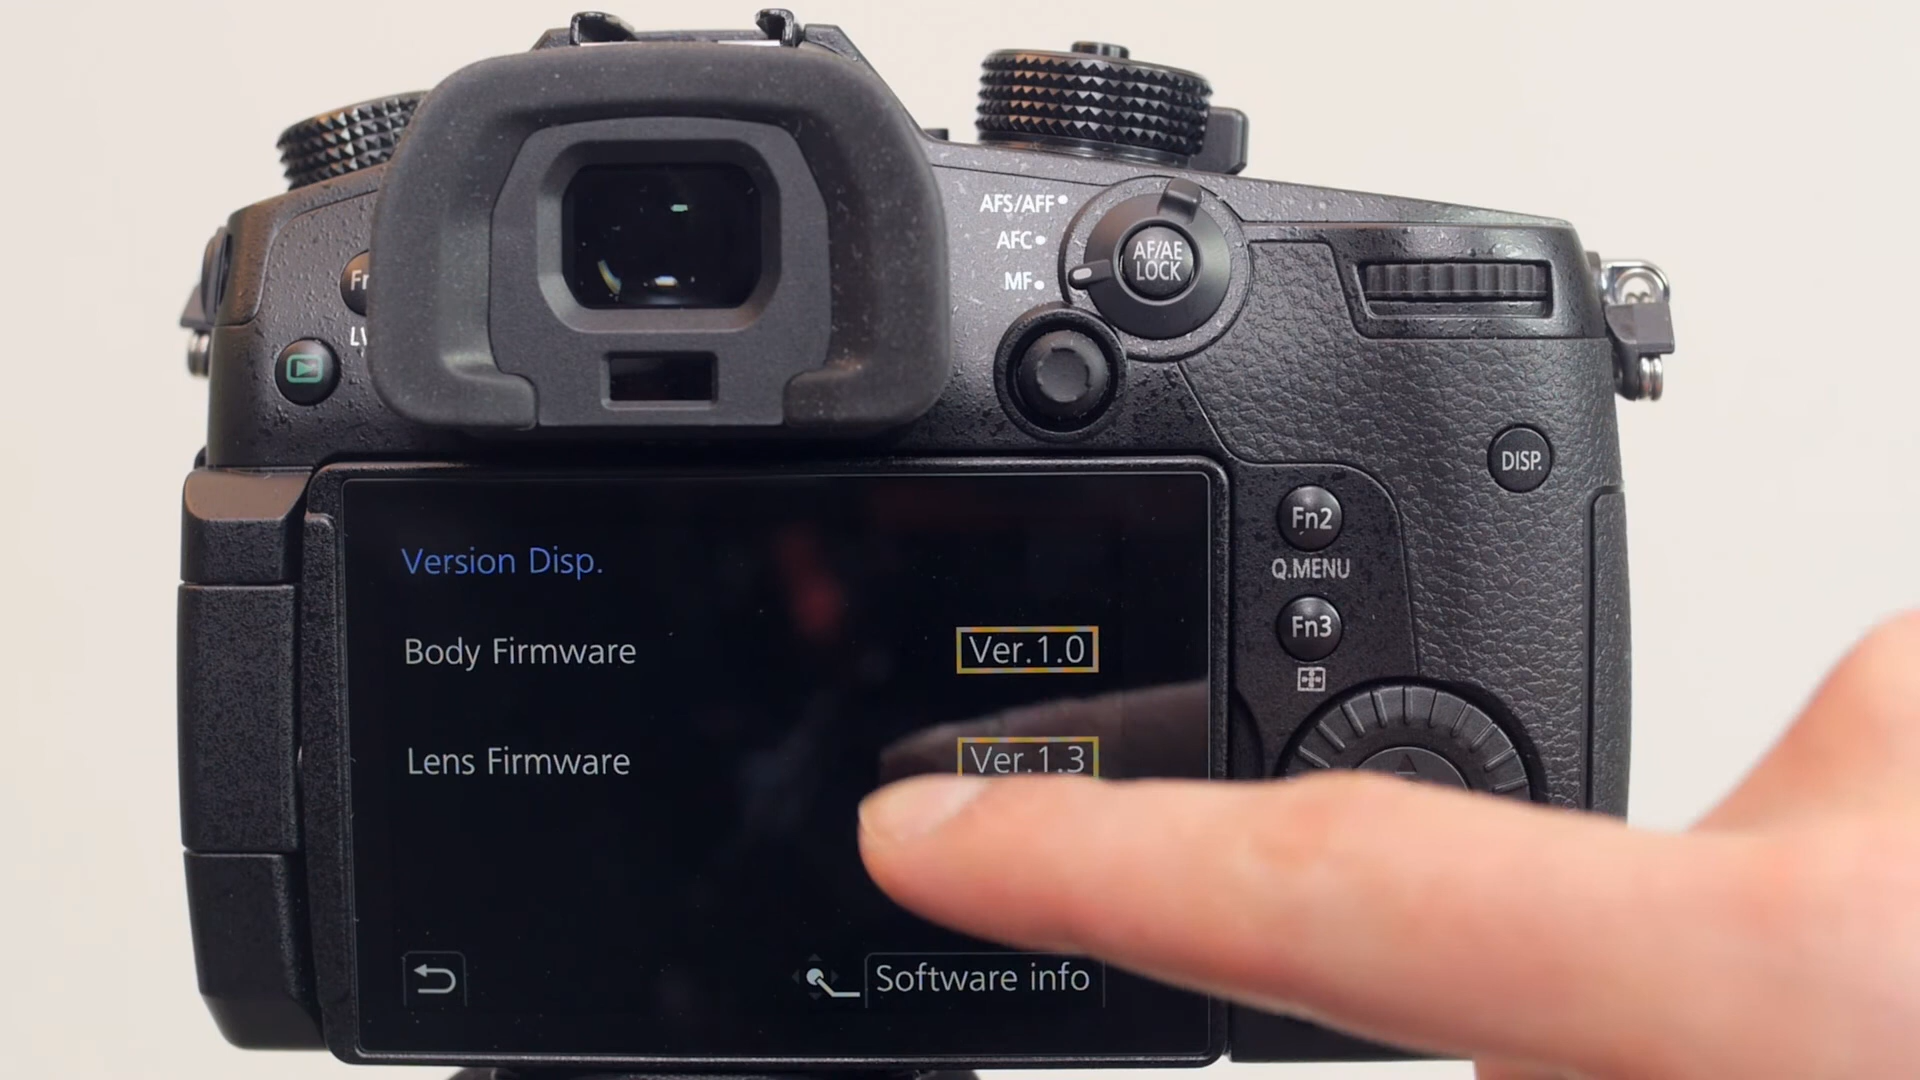 AFS/AFF
AFC
MF
AF/AE
LOCK
DISP.
Fn2
Q.MENU
Fn3
Version Disp.
Body Firmware Ver.1.0
Lens Firmware Ver.1.3
Software info